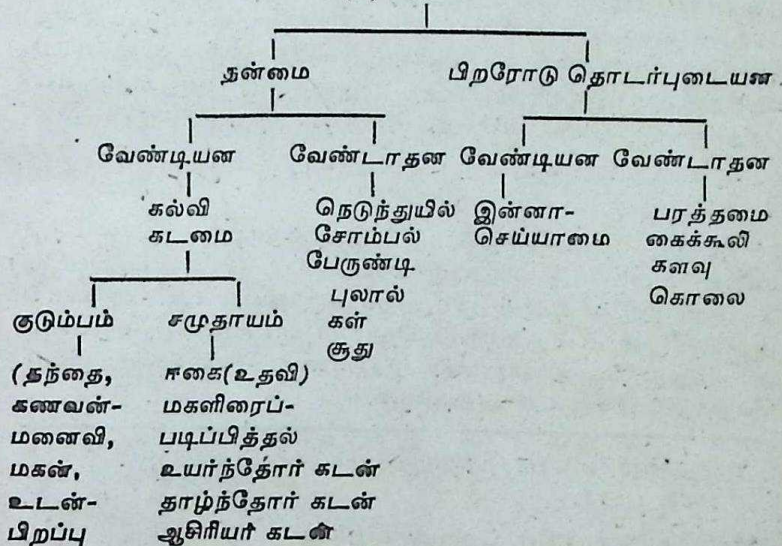 தன்மை பிறரோடு தொடர்புடையன
வேண்டியன வேண்டாதன வேண்டியன வேண்டாதன
கல்வி நெடுந்துயில் இன்னா- பரத்தமை
கடமை சோம்பல் செய்யாமை கைக்கூலி
பேருண்டி களவு
புலால் கொலை
குடும்பம் சமுதாயம் கள்
சூது
(தந்தை, ஈகை(உதவி)
கணவன்- மகளிரைப்-
மனைவி, படிப்பித்தல்
மகன், உயர்ந்தோர் கடன்
உடன்- தாழ்ந்தோர் கடன்
பிறப்பு ஆசிரியர் கடன்